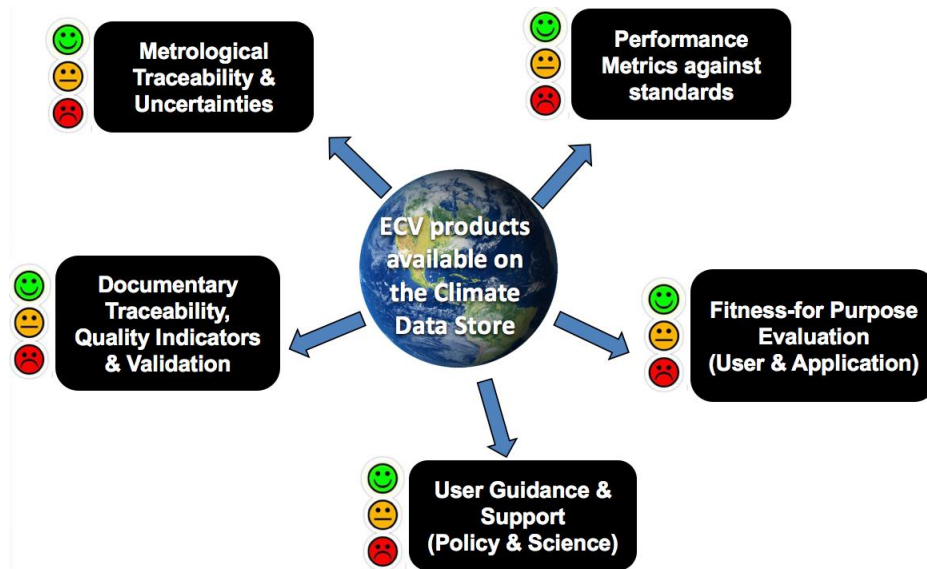 Metrological
Traceability &
Uncertainties
Performance
Metrics against
standards
ECV products
available on
the Climate
Data Store
Documentary
Traceability,
Quality Indicators
& Validation
Fitness-for Purpose
Evaluation
(User & Application)
User Guidance &
Support
(Policy & Science)